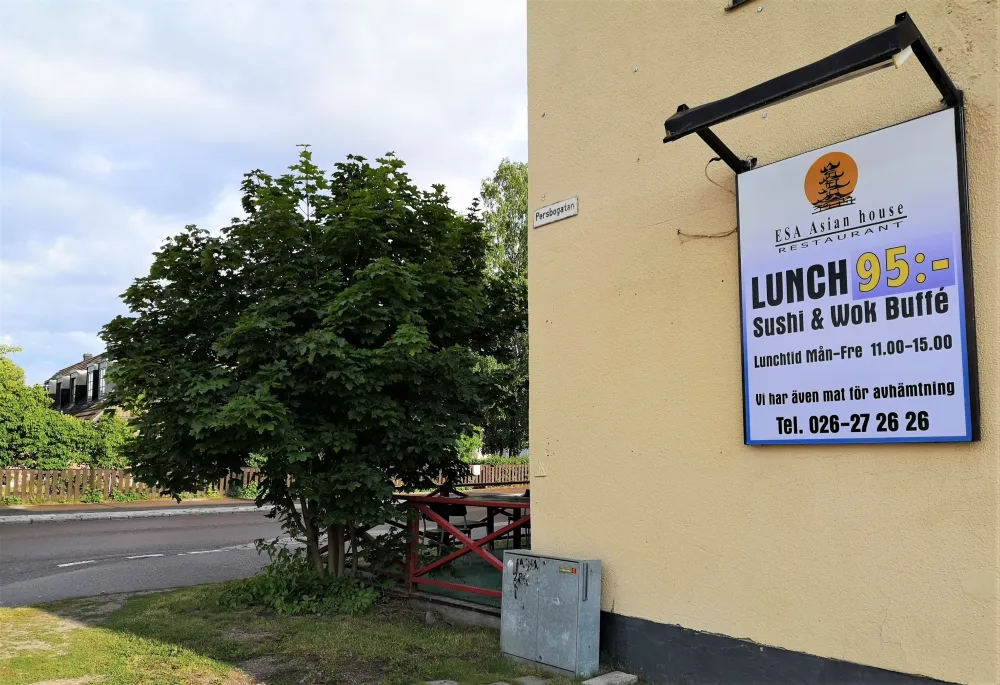 Persbogatan
ESA Asian house
RESTAURANT
LUNCH 95:-
Sushi & Wok Buffé
Lunchtid Mån-Fre 11.00-15.00
Vi har även mat för avhämtning
Tel. 026-27 26 26